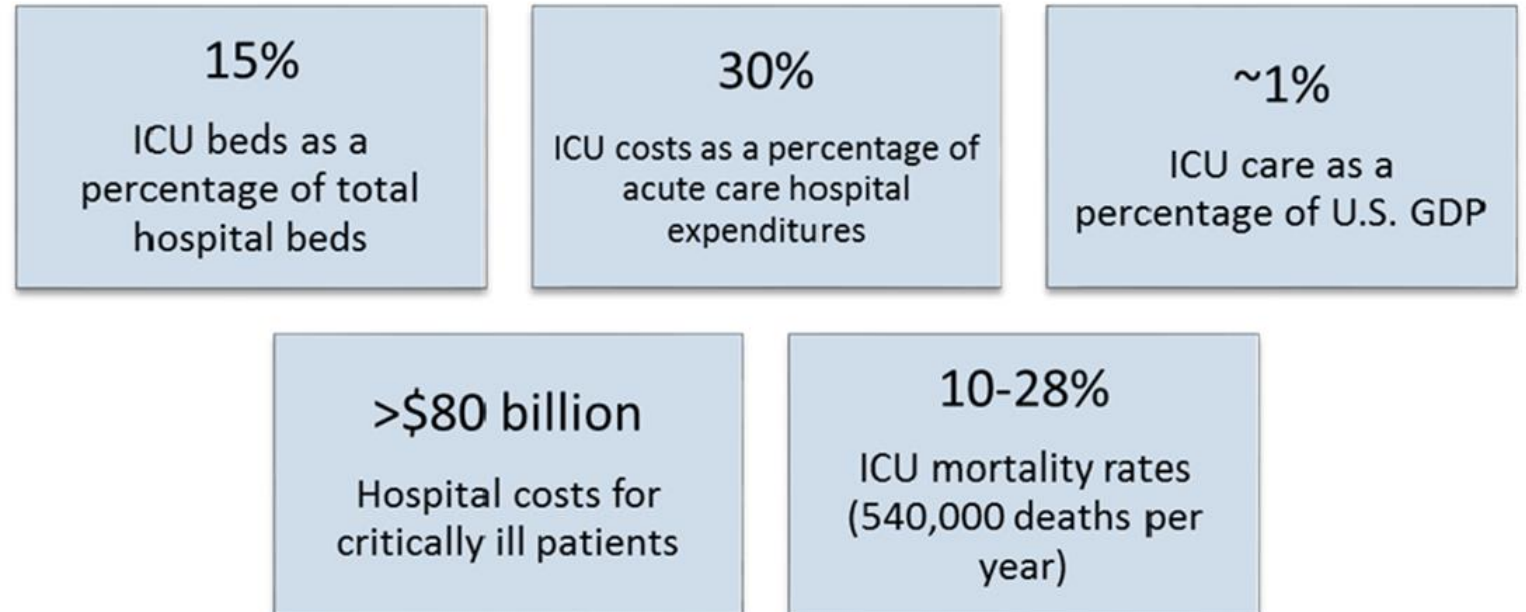 15%
ICU beds as a
percentage of total
hospital beds
30%
ICU costs as a percentage of
acute care hospital
expenditures
~1%
ICU care as a
percentage of U.S. GDP
>$80 billion
Hospital costs for
critically ill patients
10-28%
ICU mortality rates
(540,000 deaths per
year)